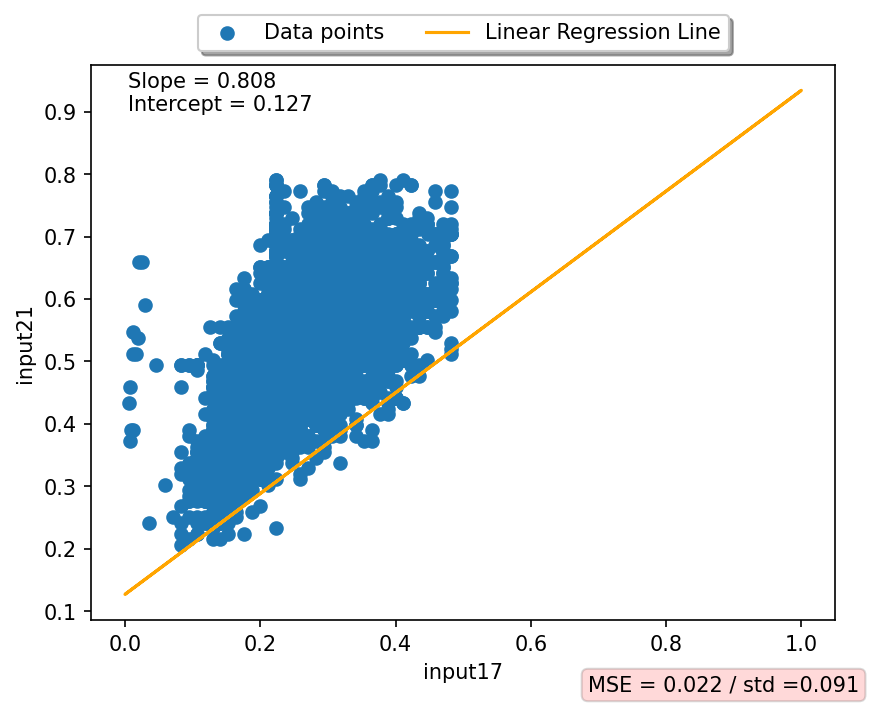 Data points
Linear Regression Line
Slope = 0.808
Intercept = 0.127
input21
0.9
0.8
0.7
0.6
0.5
0.4
0.3
0.2
0.1
0.0 0.2 0.4 0.6 0.8 1.0
input17
MSE = 0.022 / std =0.091